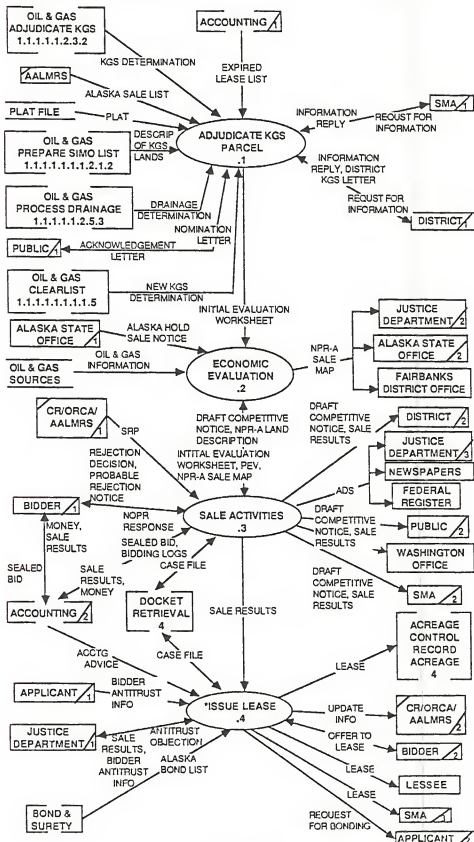 OIL & GAS
ADJUDICATE KGS
1.1.1.1.1.2.3.2
ACCOUNTING
1
KGS DETERMINATION
EXPIRED
LEASE LIST
AALMRS
ALASKA SALE LIST
SMA
1
PLAT FILE
PLAT
INFORMATION
REPLY
REQUST FOR
INFORMATION
OIL & GAS
PREPARE SIMO LIST
1.1.1.1.1.1.1.2.1.2
DESCRIP
OF KGS
LANDS
ADJUDICATE KGS
PARCEL
.1
INFORMATION
REPLY, DISTRICT
KGS LETTER
REQUST FOR
INFORMATION
OIL & GAS
PROCESS DRAINAGE
1.1.1.1.1.2.5.3
DRAINAGE
DETERMINATION
NOMINATION
LETTER
DISTRICT
1
PUBLIC
1
ACKNOWLEDGEMENT
LETTER
OIL & GAS
CLEARLIST
1.1.1.1.1.1.1.1.1.5
NEW KGS
DETERMINATION
INITIAL EVALUATION
WORKSHEET
ALASKA STATE
OFFICE
1
ALASKA HOLD
SALE NOTICE
OIL & GAS
SOURCES
OIL & GAS
INFORMATION
ECONOMIC
EVALUATION
.2
NPR-A
SALE
MAP
JUSTICE
DEPARTMENT
2
ALASKA STATE
OFFICE
2
FAIRBANKS
DISTRICT OFFICE
CR/ORCA/
AALMRS
1
SRP
DRAFT COMPETITIVE
NOTICE, NPR-A LAND
DESCRIPTION
INTITAL EVALUATION
WORKSHEET, PEV,
NPR-A SALE MAP
DRAFT
COMPETITIVE
NOTICE, SALE
RESULTS
DISTRICT
2
JUSTICE
DEPARTMENT
3
ADS
NEWSPAPERS
FEDERAL
REGISTER
REJECTION
DECISION,
PROBABLE
REJECTION
NOTICE
BIDDER
1
MONEY,
SALE
RESULTS
NOPR
RESPONSE
SALE ACTIVITIES
.3
DRAFT
COMPETITIVE
NOTICE, SALE
RESULTS
PUBLIC
2
WASHINGTON
OFFICE
SEALED BID,
BIDDING LOGS
SEALED
BID
SALE
RESULTS,
MONEY
CASE FILE
DRAFT
COMPETITIVE
NOTICE, SALE
RESULTS
SMA
2
ACCOUNTING
2
DOCKET
RETRIEVAL
4
SALE RESULTS
ACREAGE
CONTROL
RECORD
ACREAGE
4
ACCTG
ADVICE
CASE FILE
LEASE
APPLICANT
1
BIDDER
ANTITRUST
INFO
*ISSUE LEASE
.4
UPDATE
INFO
CR/ORCA/
AALMRS
2
JUSTICE
DEPARTMENT
1
SALE
RESULTS,
BIDDER
ANTITRUST
INFO
ANTITRUST
OBJECTION
ALASKA
BOND LIST
OFFER TO
LEASE
BIDDER
2
LEASE
LESSEE
LEASE
SMA
BOND &
SURETY
REQUEST
FOR BONDING
APPLICANT
2